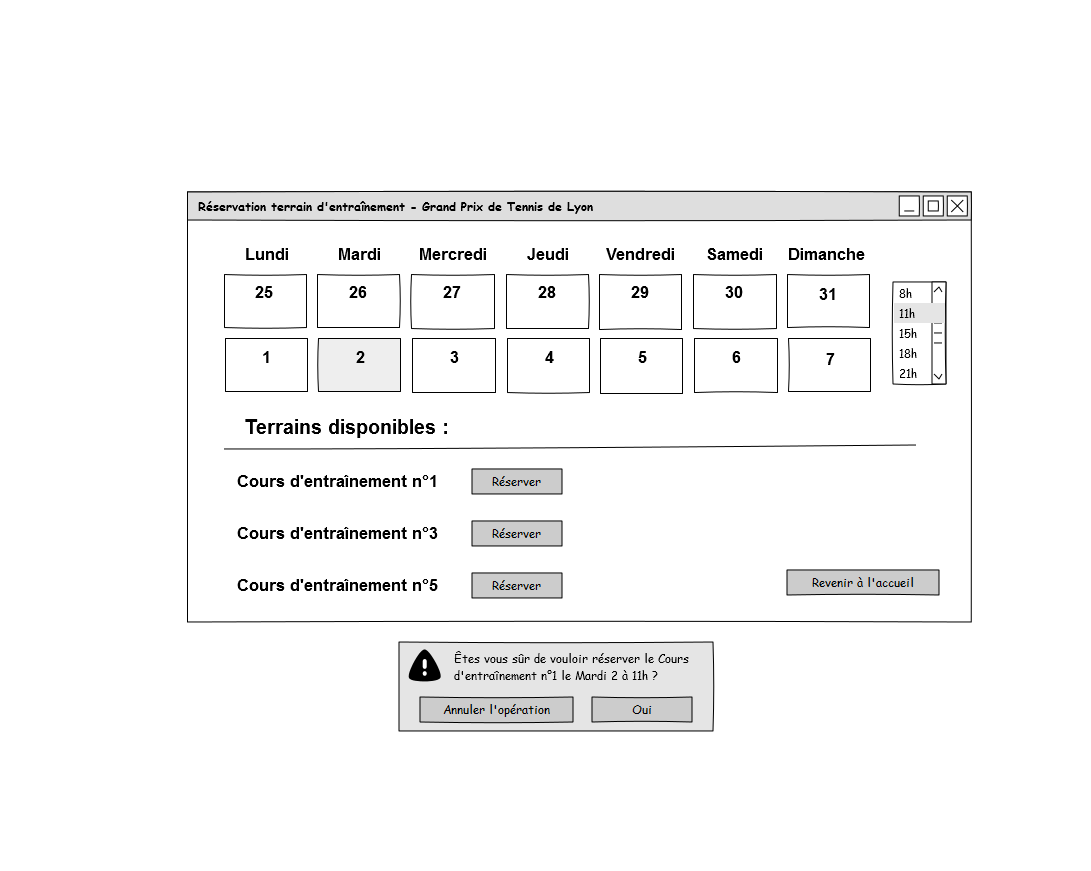 Réservation terrain d'entraînement - Grand Prix de Tennis de Lyon
Lundi Mardi Mercredi Jeudi Vendredi Samedi Dimanche
25 26 27 28 29 30 31
1 2 3 4 5 6 7
8h
11h
15h
18h
21h
Terrains disponibles :
Cours d'entraînement n°1 Réserver
Cours d'entraînement n°3 Réserver
Cours d'entraînement n°5 Réserver
Revenir à l'accueil
Êtes vous sûr de vouloir réserver le Cours
d'entraînement n°1 le Mardi 2 à 11h ?
Annuler l'opération Oui